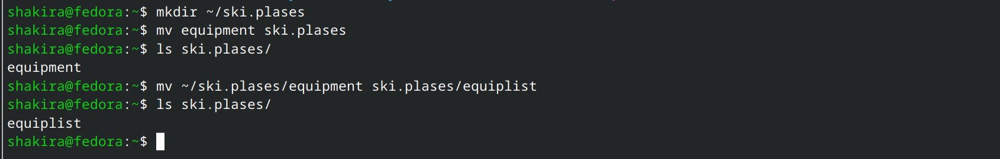 shakira@fedora:~$ mkdir ~/ski.plases
shakira@fedora:~$ mv equipment ski.plases
shakira@fedora:~$ ls ski.plases/
equipment
shakira@fedora:~$ mv ~/ski.plases/equipment ski.plases/equiplist
shakira@fedora:~$ ls ski.plases/
equiplist
shakira@fedora:~$